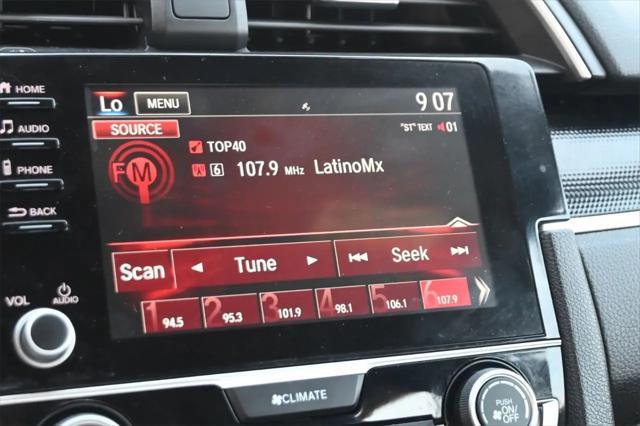 HOME
AUDIO
PHONE
BACK
VOL AUDIO
Lo MENU 9 07
SOURCE "ST" TEXT 01
FM TOP40
6 107.9 MHz LatinoMx
Scan Tune Seek
1 94.5 2 95.3 3 101.9 4 98.1 5 106.1 6 107.9
CLIMATE
PUSH
ON/
OFF